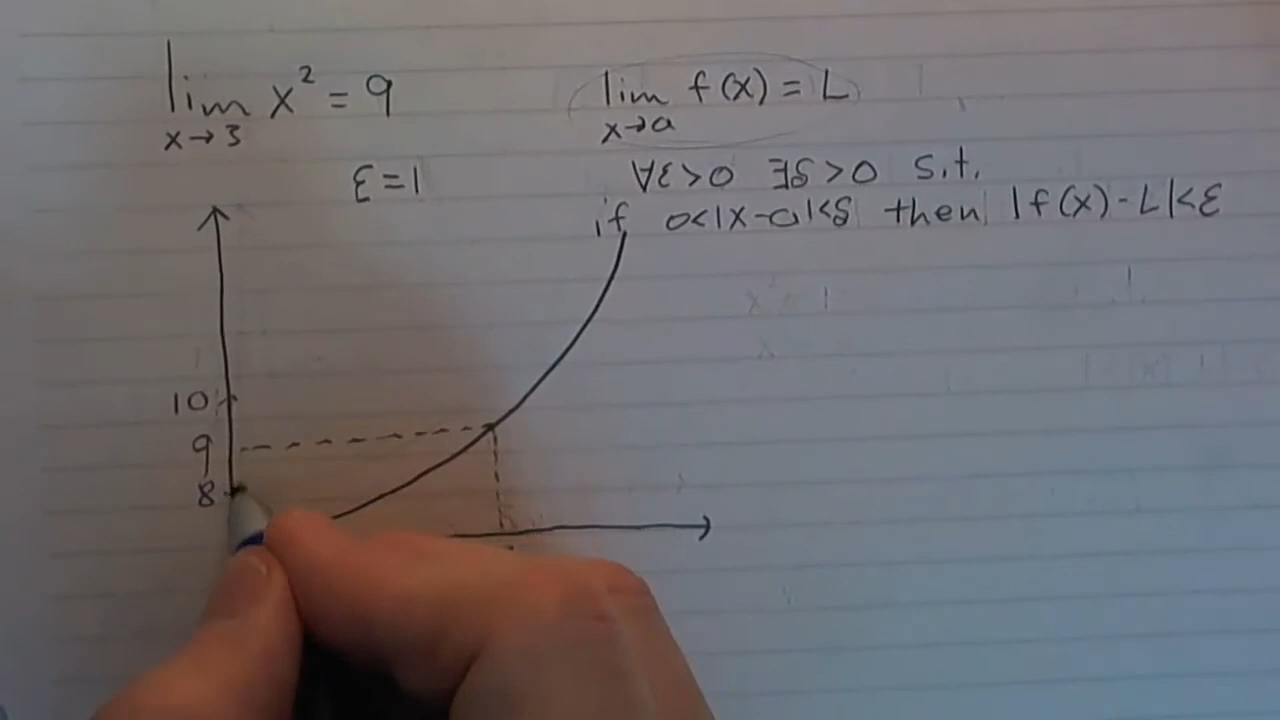 lim x² = 9
x→3
ε=1
lim f(x) = L
x→a
∀ε>0 ∃δ>0 s.t.
if 0<|x-a|<δ then |f(x)-L|<ε
10
9
8